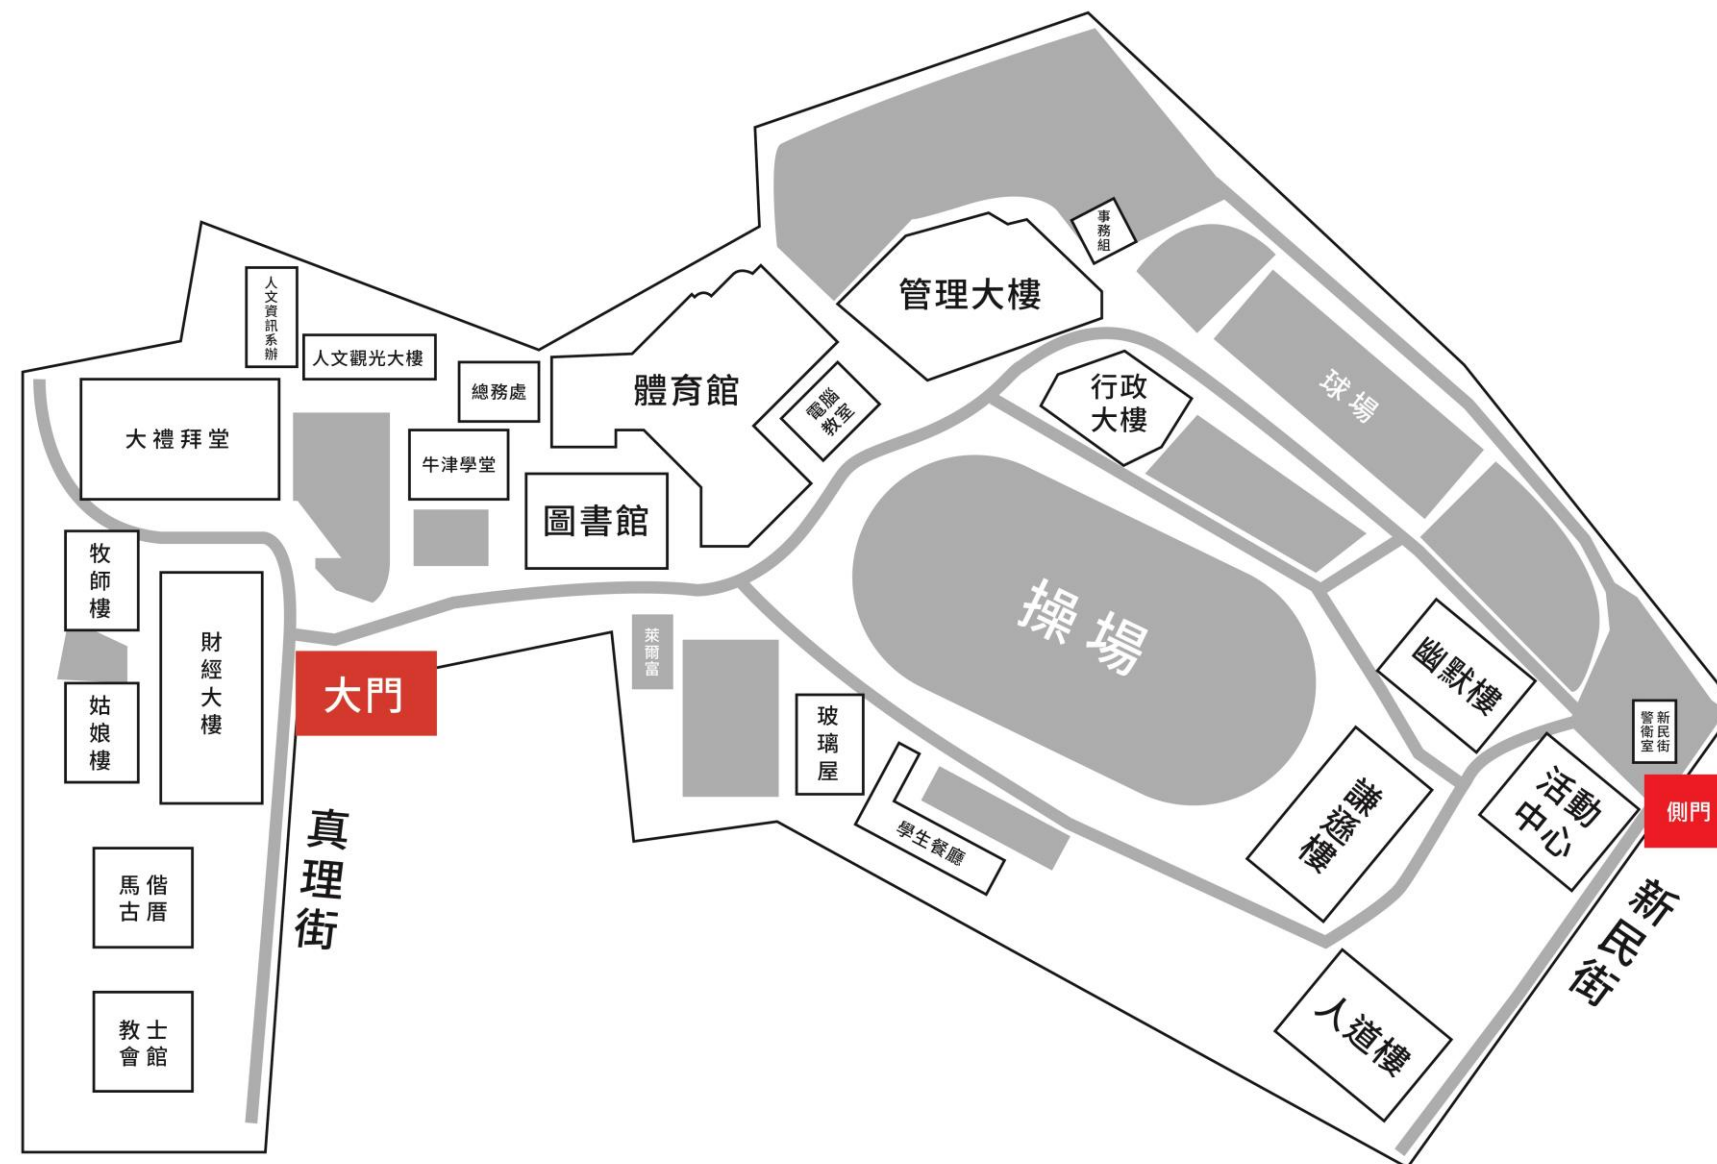 事務組
管理大樓
人文資訊系辦
人文觀光大樓
總務處
體育館
電腦
教室
行政
大樓
球場
大禮拜堂
牛津學堂
圖書館
牧師樓
操場
財經大樓
萊爾富
大門
姑娘樓
玻璃屋
幽默樓
新民街
警衛室
學生餐廳
謙遜樓
活動
中心
側門
真理街
馬偕
古厝
新民街
教士
會館
人道樓